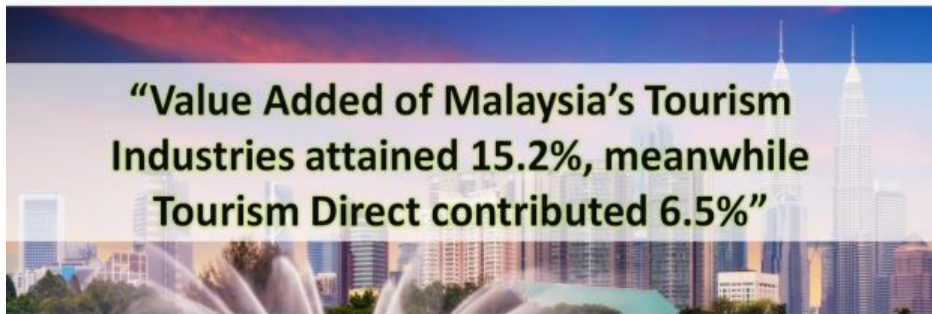 “Value Added of Malaysia’s Tourism
Industries attained 15.2%, meanwhile
Tourism Direct contributed 6.5%”